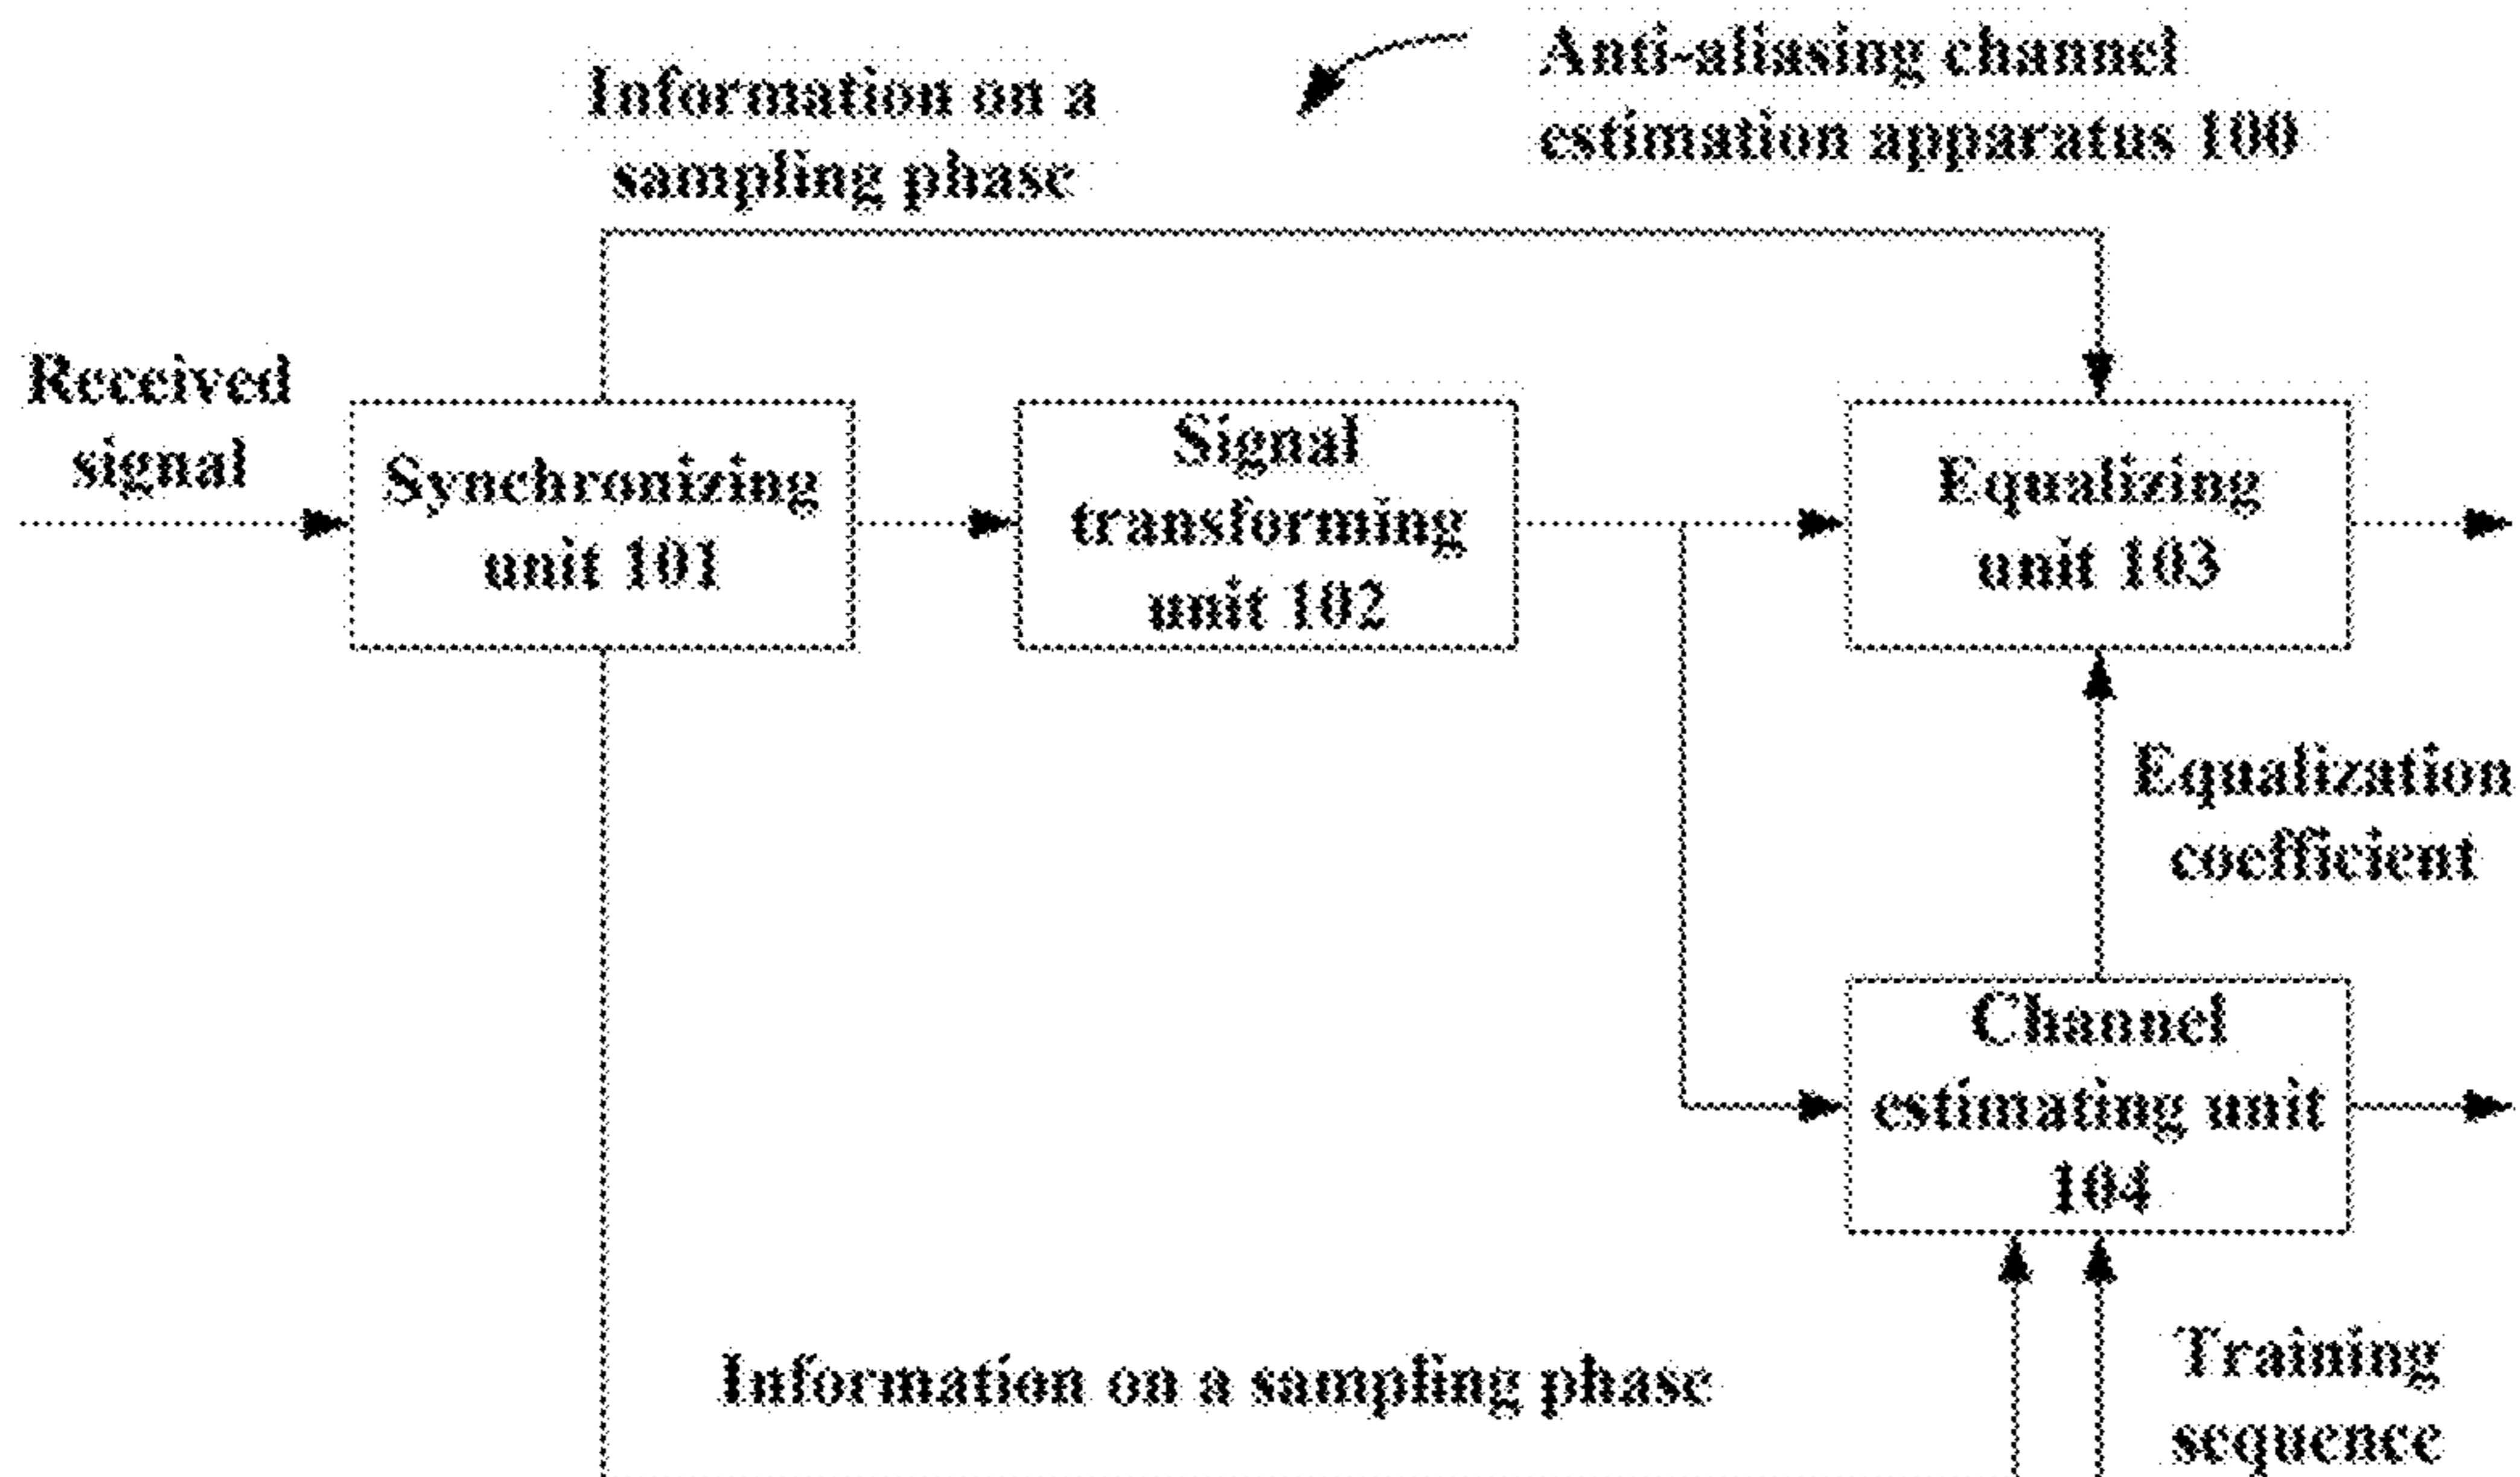 Information on a
sampling phase
Anti-aliasing channel
estimation apparatus 100
Received
signal
Synchronizing
unit 101
Signal
transforming
unit 102
Equalizing
unit 103
Equalization
coefficient
Channel
estimating unit
104
Information on a sampling phase
Training
sequence